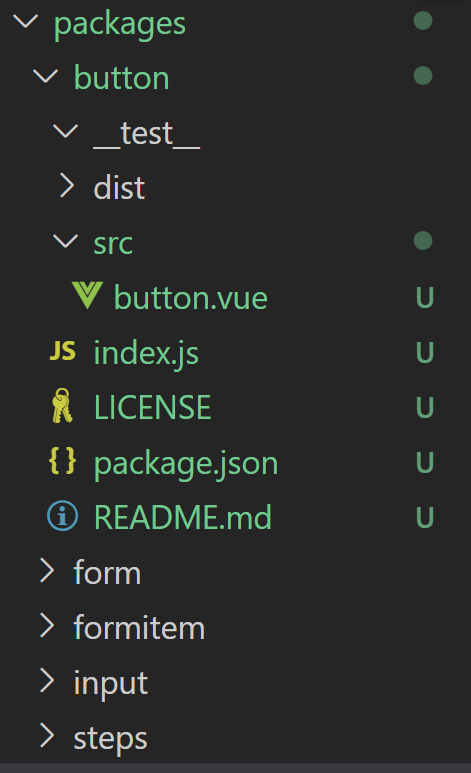 packages
button
__test__
dist
src
button.vue U
JS index.js U
LICENSE U
{} package.json U
README.md U
form
formitem
input
steps